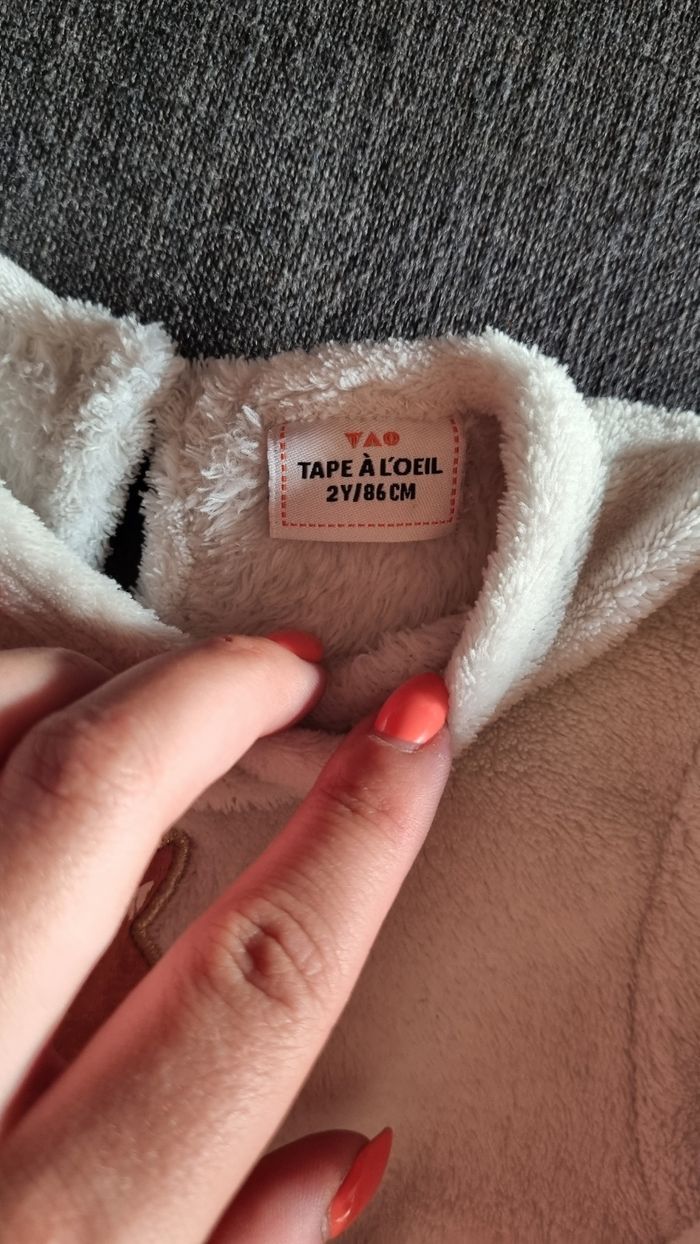 TAO
TAPE À L'OEIL
2Y/86 CM